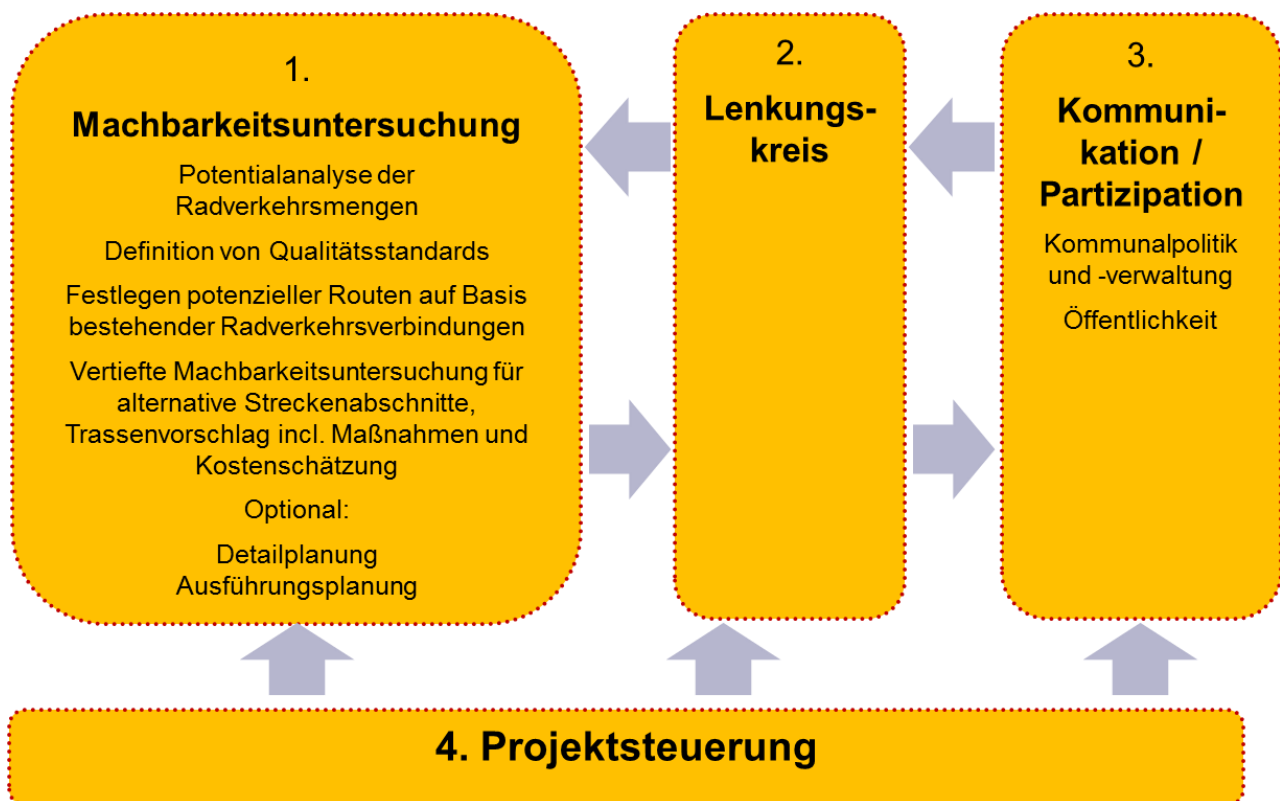 1.
Machbarkeitsuntersuchung
Potentialanalyse der
Radverkehrsmengen
Definition von Qualitätsstandards
Festlegen potenzieller Routen auf Basis
bestehender Radverkehrsverbindungen
Vertiefte Machbarkeitsuntersuchung für
alternative Streckenabschnitte,
Trassenvorschlag incl. Maßnahmen und
Kostenschätzung
Optional:
Detailplanung
Ausführungsplanung
2.
Lenkungs-
kreis
3.
Kommuni-
kation /
Partizipation
Kommunalpolitik
und -verwaltung
Öffentlichkeit
4. Projektsteuerung